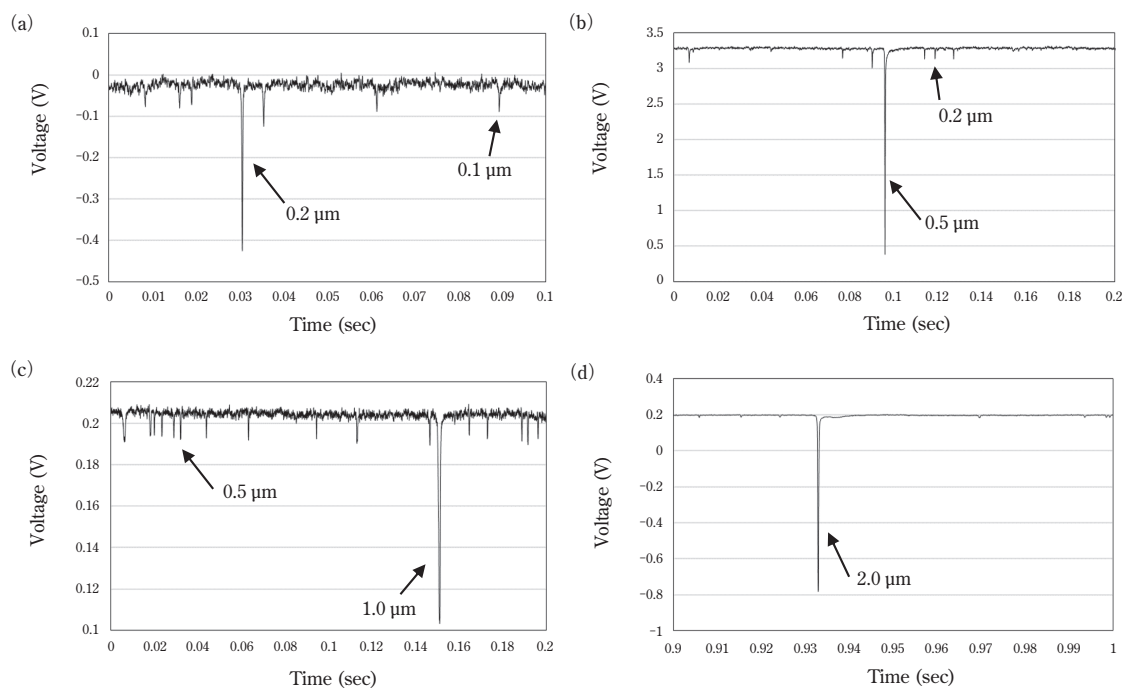 (a)
0.1
0
−0.1
−0.2
−0.3
−0.4
−0.5
Voltage (V)
0.2 µm
0.1 µm
0 0.01 0.02 0.03 0.04 0.05 0.06 0.07 0.08 0.09 0.1
Time (sec)
(b)
3.5
3
2.5
2
1.5
1
0.5
0
Voltage (V)
0.2 µm
0.5 µm
0 0.02 0.04 0.06 0.08 0.1 0.12 0.14 0.16 0.18 0.2
Time (sec)
(c)
0.22
0.2
0.18
0.16
0.14
0.12
0.1
Voltage (V)
0.5 µm
1.0 µm
0 0.02 0.04 0.06 0.08 0.1 0.12 0.14 0.16 0.18 0.2
Time (sec)
(d)
0.4
0.2
0
−0.2
−0.4
−0.6
−0.8
−1
Voltage (V)
2.0 µm
0.9 0.91 0.92 0.93 0.94 0.95 0.96 0.97 0.98 0.99 1
Time (sec)